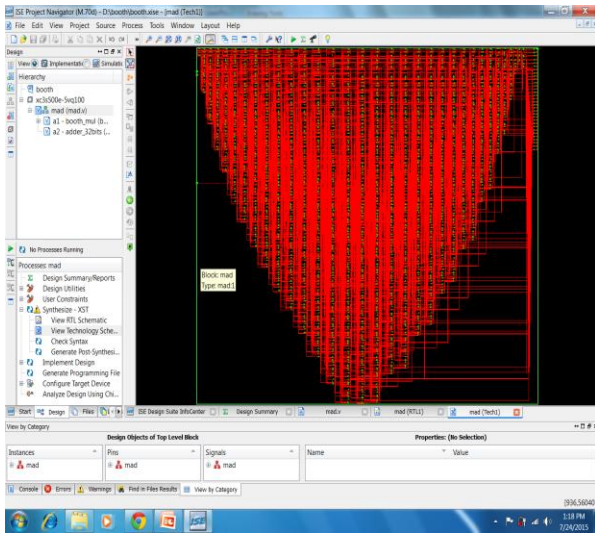 ISE Project Navigator (M.70d) - D:\booth\booth.xise - [mad (Tech1)]
File Edit View Project Source Process Tools Window Layout Help
Design
View Implementatio Simulatio
Hierarchy
booth
xc3s500e-5vq100
mad (mad.v)
a1 - booth_mul (b...
a2 - adder_32bits (...
No Processes Running
Processes: mad
Design Summary/Reports
Design Utilities
User Constraints
Synthesize - XST
View RTL Schematic
View Technology Sche...
Check Syntax
Generate Post-Synthesi...
Implement Design
Generate Programming File
Configure Target Device
Analyze Design Using Chi...
Block: mad
Type: mad:1
Start Design Files
ISE Design Suite InfoCenter Design Summary mad.v mad (RTL1) mad (Tech1)
View by Category
Design Objects of Top Level Block Properties: (No Selection)
Instances Pins Signals Name Value
mad mad mad
Console Errors Warnings Find in Files Results View by Category
[936,56040
ISE
1:18 PM
7/24/2015